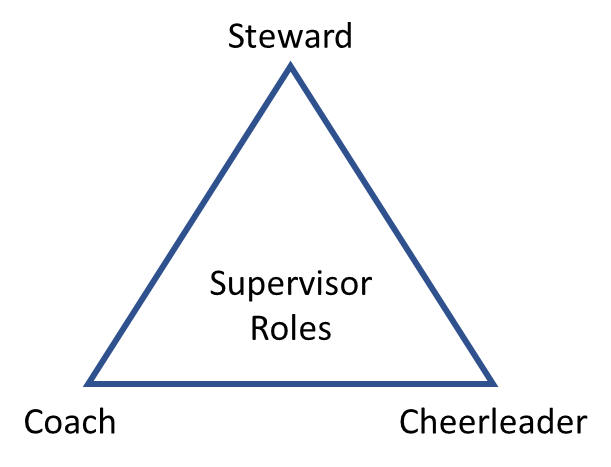 Steward
Supervisor
Roles
Coach
Cheerleader